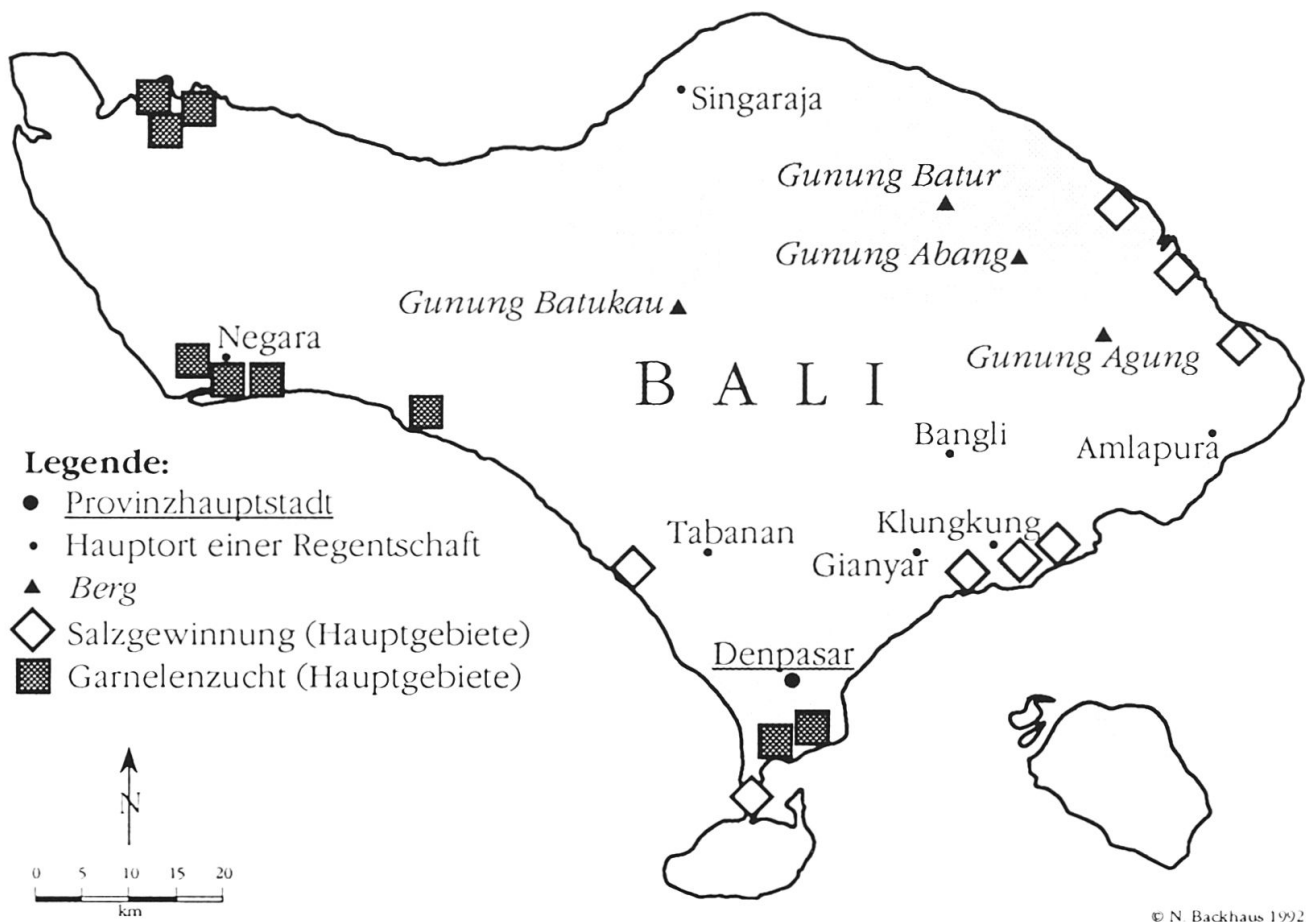 Singaraja
Gunung Batur
Gunung Abang
Gunung Batukau
Negara
Gunung Agung
B A L I
Bangli
Amlapura
Legende:
Provinzhauptstadt
Hauptort einer Regentschaft
Berg
Salzgewinnung (Hauptgebiete)
Garnelenzucht (Hauptgebiete)
Tabanan
Klungkung
Gianyar
Denpasar
N
0 5 10 15 20
km
© N. Backhaus 1992